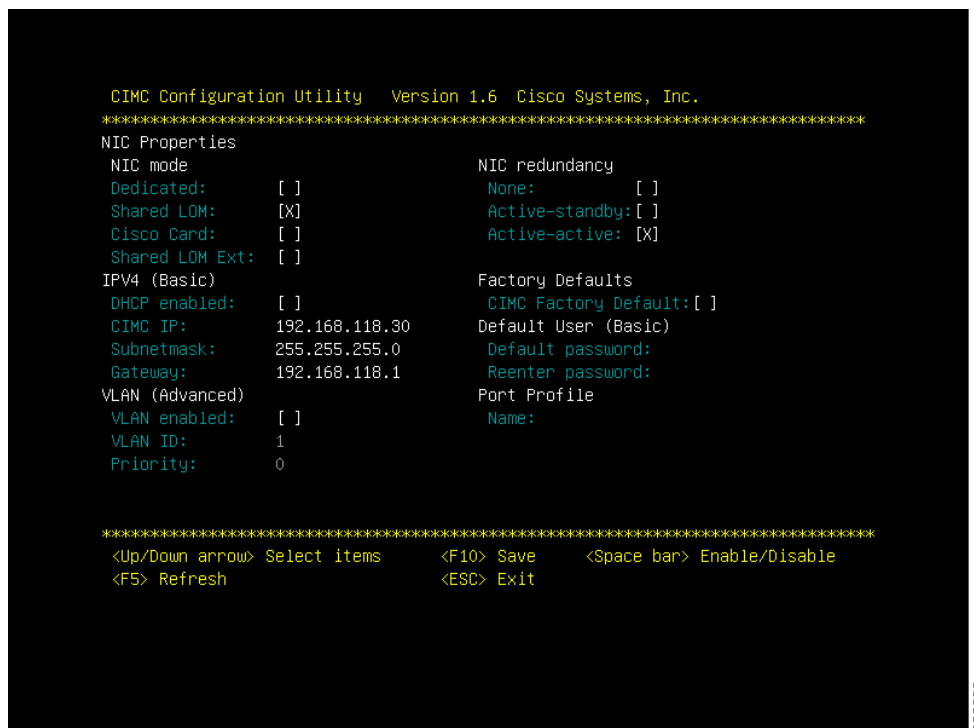 CIMC Configuration Utility   Version 1.6  Cisco Systems, Inc.
********************************************************************************
NIC Properties
NIC mode                          NIC redundancy
Dedicated:       [ ]               None:          [ ]
Shared LOM:      [X]               Active-standby:[ ]
Cisco Card:      [ ]               Active-active: [X]
Shared LOM Ext:  [ ]
IPV4 (Basic)                      Factory Defaults
DHCP enabled:    [ ]               CIMC Factory Default:[ ]
CIMC IP:         192.168.118.30   Default User (Basic)
Subnetmask:      255.255.255.0     Default password:
Gateway:         192.168.118.1     Reenter password:
VLAN (Advanced)                   Port Profile
VLAN enabled:    [ ]               Name:
VLAN ID:         1
Priority:        0
********************************************************************************
<Up/Down arrow> Select items      <F10> Save     <Space bar> Enable/Disable
<F5> Refresh                      <ESC> Exit